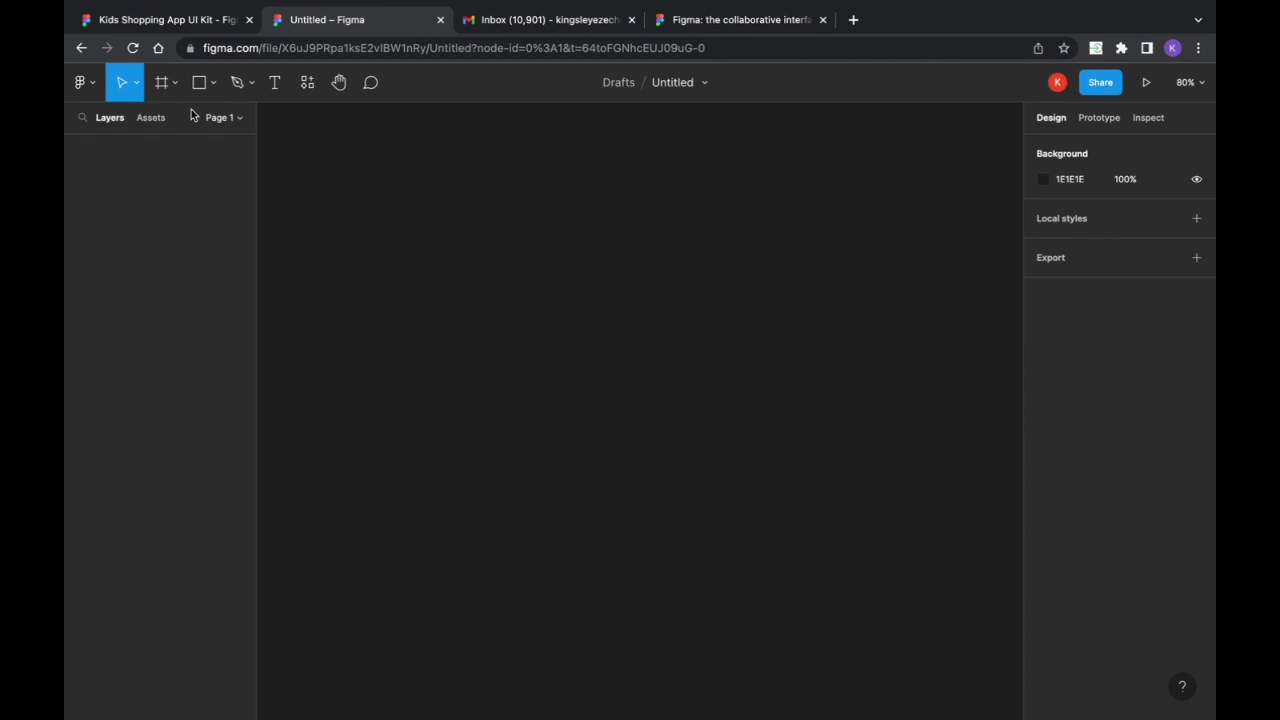 Kids Shopping App UI Kit - Fig
Untitled – Figma
Inbox (10,901) - kingsleyezech
Figma: the collaborative interfa
figma.com/file/X6uJ9PRpa1ksE2vIBW1nRy/Untitled?node-id=0%3A1&t=64toFGNhcEUJ09uG-0
K
Drafts / Untitled
K
Share
80%
Layers
Assets
Page 1
Design
Prototype
Inspect
Background
1E1E1E
100%
Local styles
Export
?